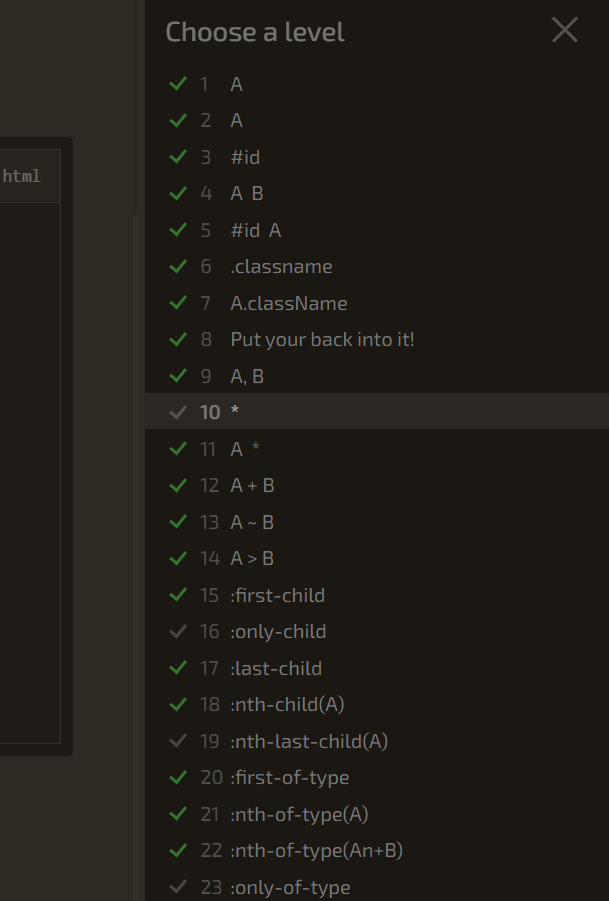 Choose a level
html
1 A
2 A
3 #id
4 A B
5 #id A
6 .classname
7 A.className
8 Put your back into it!
9 A, B
10 *
11 A *
12 A + B
13 A ~ B
14 A > B
15 :first-child
16 :only-child
17 :last-child
18 :nth-child(A)
19 :nth-last-child(A)
20 :first-of-type
21 :nth-of-type(A)
22 :nth-of-type(An+B)
23 :only-of-type